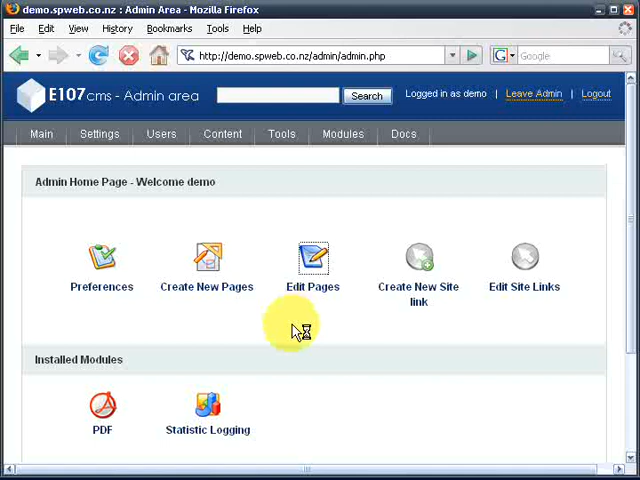 demo.spweb.co.nz : Admin Area - Mozilla Firefox
File Edit View History Bookmarks Tools Help
http://demo.spweb.co.nz/admin/admin.php
G Google
E107cms - Admin area Search Logged in as demo | Leave Admin | Logout
Main Settings Users Content Tools Modules Docs
Admin Home Page - Welcome demo
Preferences Create New Pages Edit Pages Create New Site Edit Site Links
link
Installed Modules
PDF Statistic Logging